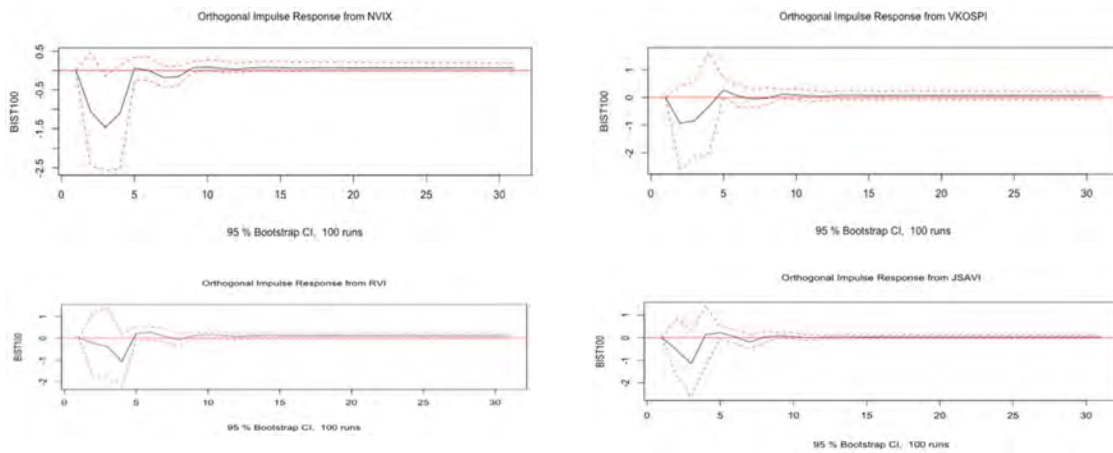 Orthogonal Impulse Response from NVIX
BIST100
0.5
-0.5
-1.5
-2.5
0 5 10 15 20 25 30
95 % Bootstrap CI, 100 runs
Orthogonal Impulse Response from VKOSPI
BIST100
1
0
-1
-2
0 5 10 15 20 25 30
95 % Bootstrap CI, 100 runs
Orthogonal Impulse Response from RVI
BIST100
1
0
-1
-2
0 5 10 15 20 25 30
95 % Bootstrap CI, 100 runs
Orthogonal Impulse Response from JSAVI
BIST100
1
0
-1
-2
0 5 10 15 20 25 30
95 % Bootstrap CI, 100 runs